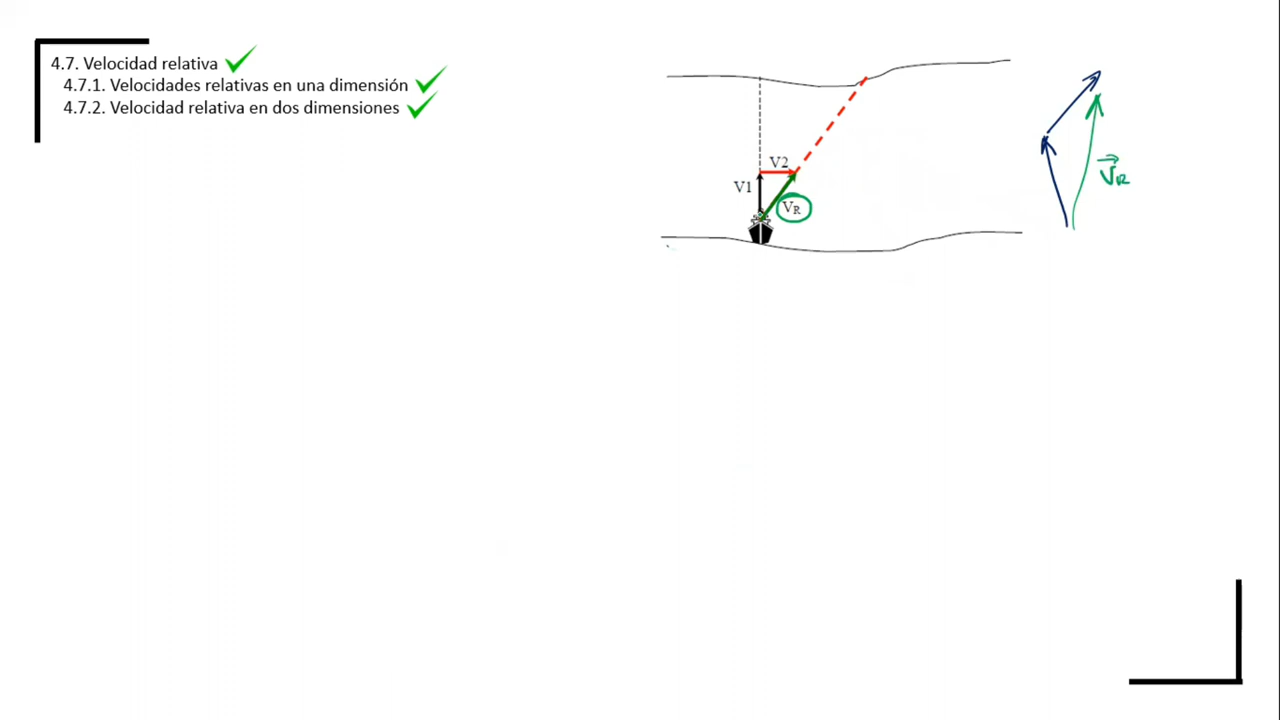 4.7. Velocidad relativa
4.7.1. Velocidades relativas en una dimensión
4.7.2. Velocidad relativa en dos dimensiones
V2
V1
VR
VR